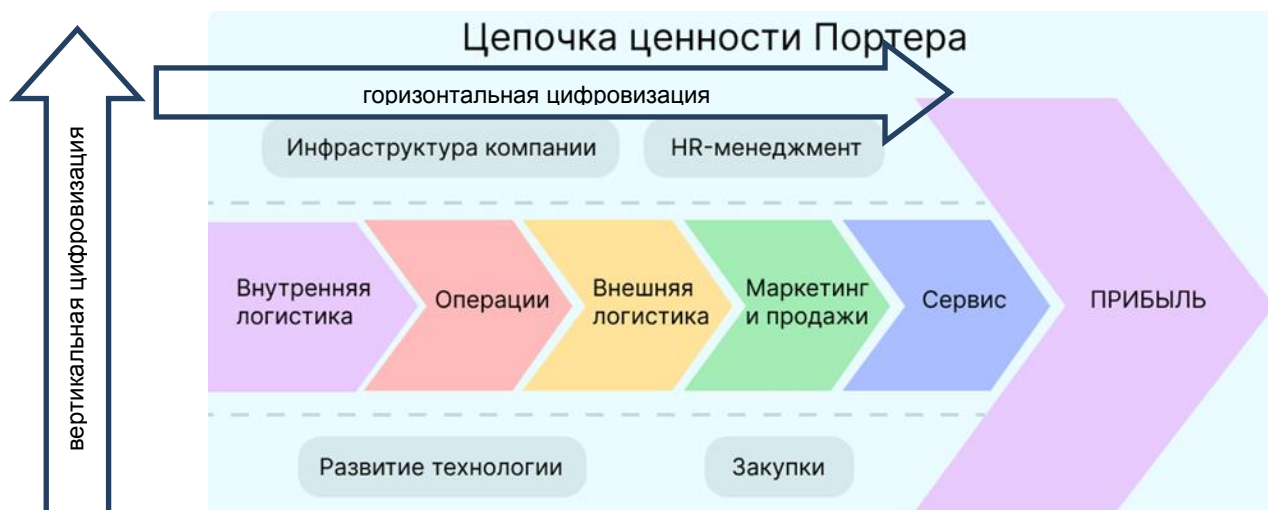 Цепочка ценности Портера
горизонтальная цифровизация
вертикальная цифровизация
Инфраструктура компании
HR-менеджмент
Внутренняя
логистика
Операции
Внешняя
логистика
Маркетинг
и продажи
Сервис
ПРИБЫЛЬ
Развитие технологии
Закупки